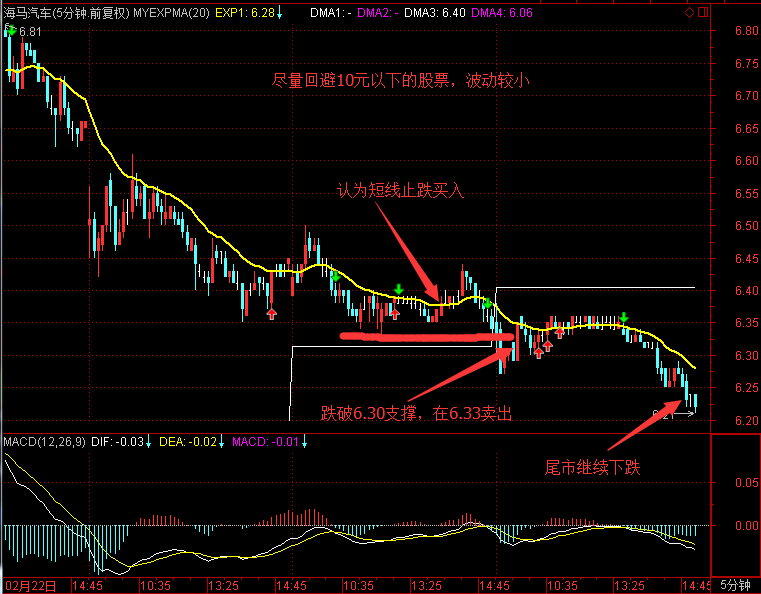 海马汽车(5分钟.前复权) MYEXPMA(20) EXP1: 6.28↓ DMA1: - DMA2: - DMA3: 6.40 DMA4: 6.06
6.81
6.80
6.75
尽量回避10元以下的股票，波动较小
6.70
6.65
6.60
认为短线止跌买入
6.55
6.50
6.45
6.40
6.35
6.30
6.25
跌破6.30支撑，在6.33卖出
6.20
MACD(12,26,9) DIF: -0.03↓ DEA: -0.02↓ MACD: -0.01↓
尾市继续下跌
0.05
0.00
02月22日 14:45 10:35 13:25 14:45 10:35 13:25 14:45 10:35 13:25 14:45 5分钟